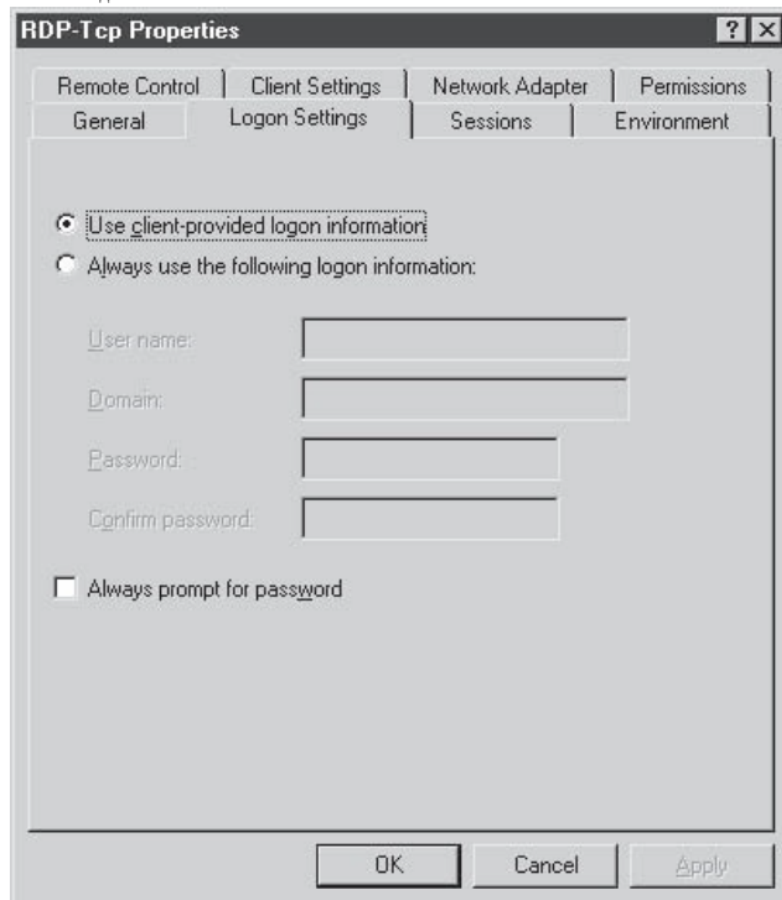 RDP-Tcp Properties
Remote Control Client Settings Network Adapter Permissions
General Logon Settings Sessions Environment
Use client-provided logon information
Always use the following logon information:
User name:
Domain:
Password:
Confirm password:
Always prompt for password
OK Cancel Apply